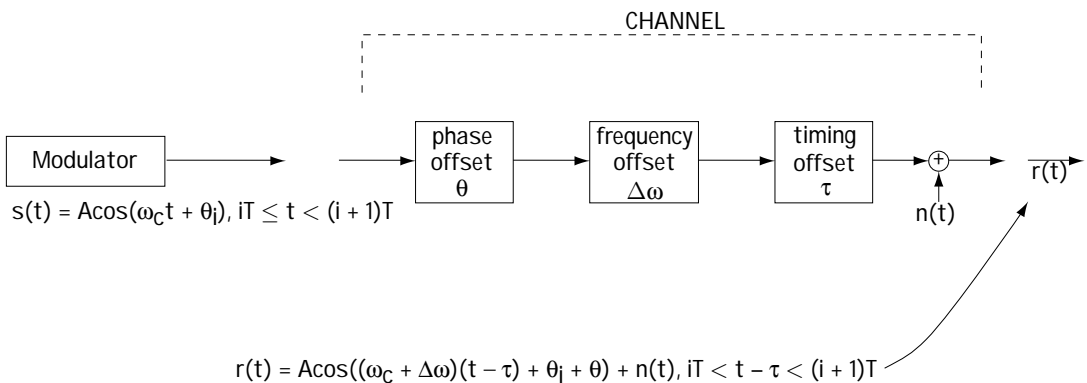 CHANNEL
Modulator
phase
offset
θ
frequency
offset
Δω
timing
offset
τ
+
r(t)
n(t)
s(t) = Acos(ω_c t + θ_i), iT ≤ t < (i + 1)T
r(t) = Acos((ω_c + Δω)(t – τ) + θ_i + θ) + n(t), iT < t – τ < (i + 1)T